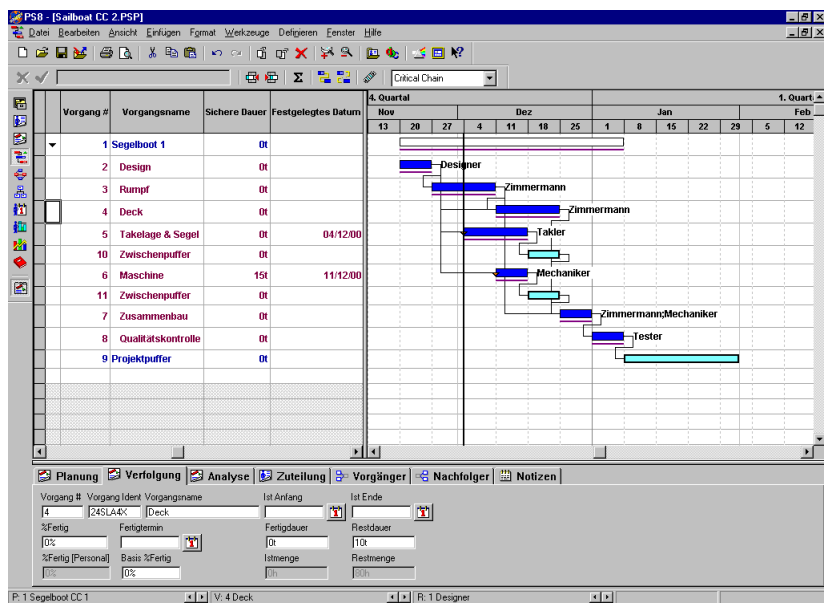 PS8 - [Sailboat CC 2.PSP]
Datei Bearbeiten Ansicht Einfügen Format Werkzeuge Definieren Fenster Hilfe
Critical Chain
Vorgang # Vorgangsname Sichere Dauer Festgelegtes Datum
4. Quartal 1. Quart
Nov Dez Jan Feb
13 20 27 4 11 18 25 1 8 15 22 29 5 12
1 Segelboot 1 0t
2 Design 0t Designer
3 Rumpf 0t Zimmermann
4 Deck 0t Zimmermann
5 Takelage & Segel 0t 04/12/00 Takler
10 Zwischenpuffer 0t
6 Maschine 15t 11/12/00 Mechaniker
11 Zwischenpuffer 0t
7 Zusammenbau 0t Zimmermann;Mechaniker
8 Qualitätskontrolle 0t Tester
9 Projektpuffer 0t
Planung Verfolgung Analyse Zuteilung Vorgänger Nachfolger Notizen
Vorgang # Vorgang Ident Vorgangsname Ist Anfang Ist Ende
4 24SLA4X Deck
%Fertig Fertigtermin Fertigdauer Restdauer
0% 0t 10t
%Fertig [Personal] Basis %Fertig Istmenge Restmenge
0% 0% 0h 80h
P: 1 Segelboot CC 1 V: 4 Deck R: 1 Designer